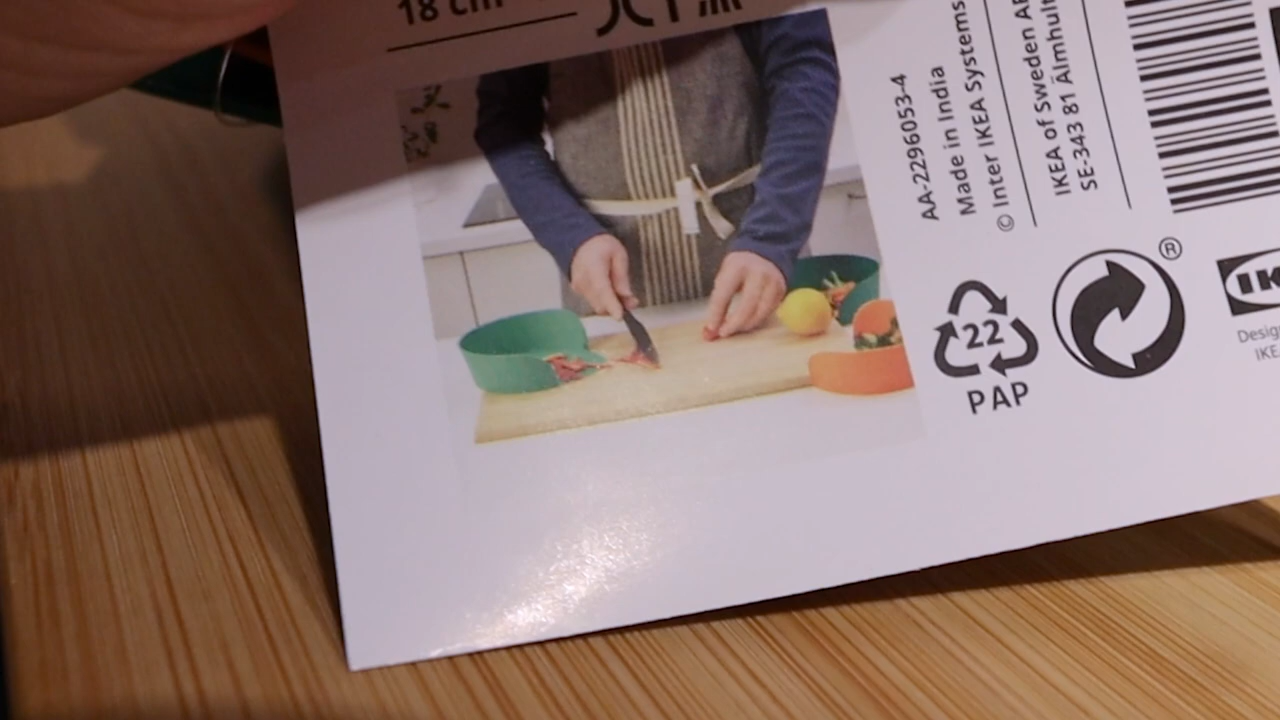 18 cm
AA-2296053-4
Made in India
© Inter IKEA Systems
IKEA of Sweden
SE-343 81 Älmhult
22
PAP
®
IK